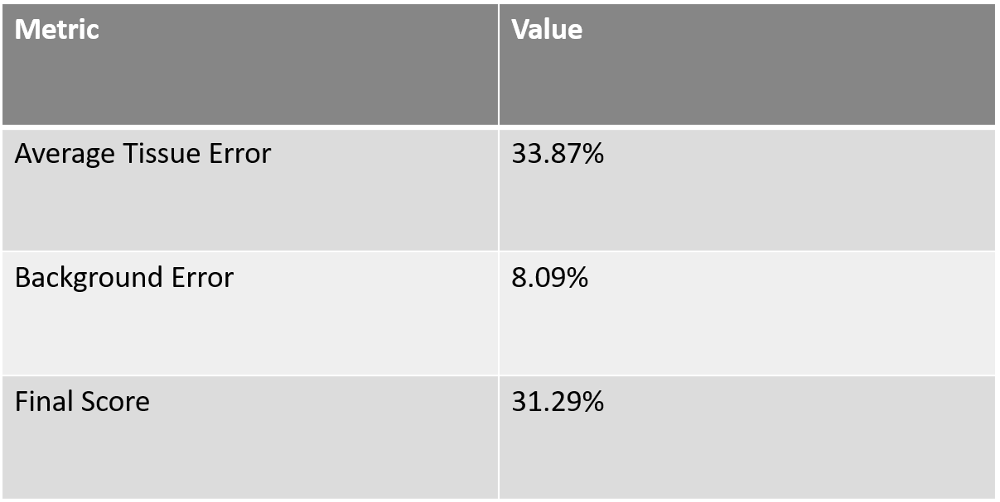 Metric Value
Average Tissue Error 33.87%
Background Error 8.09%
Final Score 31.29%